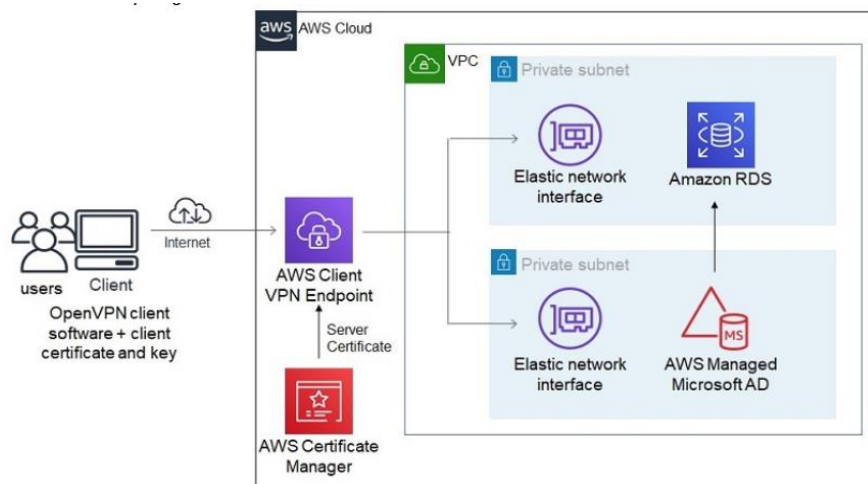 aws AWS Cloud
VPC
Private subnet
Elastic network
interface
Amazon RDS
Internet
users
Client
OpenVPN client
software + client
certificate and key
AWS Client
VPN Endpoint
Server
Certificate
AWS Certificate
Manager
Private subnet
Elastic network
interface
MS
AWS Managed
Microsoft AD